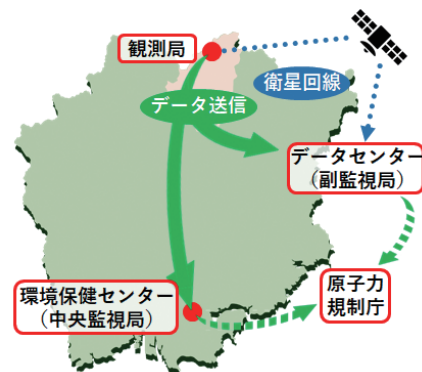 観測局
衛星回線
データ送信
データセンター
（副監視局）
環境保健センター
（中央監視局）
原子力
規制庁